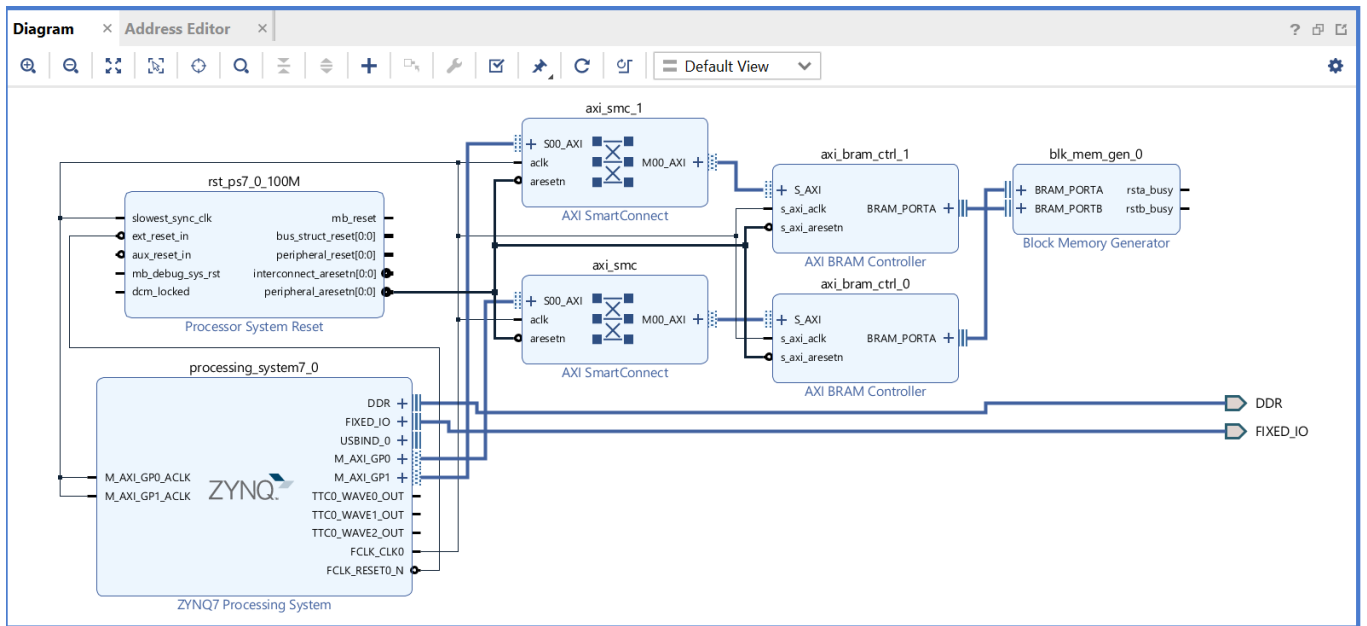 Diagram
Address Editor
Default View
axi_smc_1
S00_AXI
aclk
aresetn
M00_AXI
AXI SmartConnect
axi_bram_ctrl_1
S_AXI
s_axi_aclk
s_axi_aresetn
BRAM_PORTA
AXI BRAM Controller
blk_mem_gen_0
BRAM_PORTA
BRAM_PORTB
rsta_busy
rstb_busy
Block Memory Generator
rst_ps7_0_100M
slowest_sync_clk
ext_reset_in
aux_reset_in
mb_debug_sys_rst
dcm_locked
mb_reset
bus_struct_reset[0:0]
peripheral_reset[0:0]
interconnect_aresetn[0:0]
peripheral_aresetn[0:0]
Processor System Reset
axi_smc
S00_AXI
aclk
aresetn
M00_AXI
AXI SmartConnect
axi_bram_ctrl_0
S_AXI
s_axi_aclk
s_axi_aresetn
BRAM_PORTA
AXI BRAM Controller
processing_system7_0
M_AXI_GP0_ACLK
M_AXI_GP1_ACLK
ZYNQ
DDR
FIXED_IO
USBIND_0
M_AXI_GP0
M_AXI_GP1
TTC0_WAVE0_OUT
TTC0_WAVE1_OUT
TTC0_WAVE2_OUT
FCLK_CLK0
FCLK_RESET0_N
ZYNQ7 Processing System
DDR
FIXED_IO